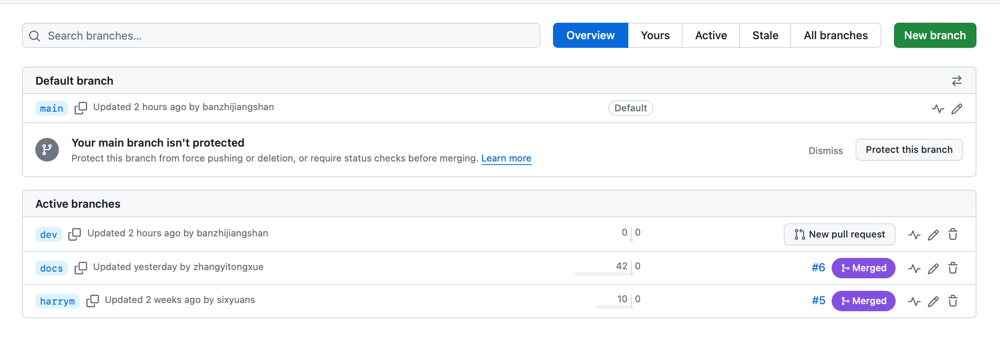 Search branches...
Overview Yours Active Stale All branches New branch
Default branch
main Updated 2 hours ago by banzhijiangshan Default
Your main branch isn't protected
Protect this branch from force pushing or deletion, or require status checks before merging. Learn more
Dismiss Protect this branch
Active branches
dev Updated 2 hours ago by banzhijiangshan 0 0 New pull request
docs Updated yesterday by zhangyitongxue 42 0 #6 Merged
harrym Updated 2 weeks ago by sixyuans 10 0 #5 Merged